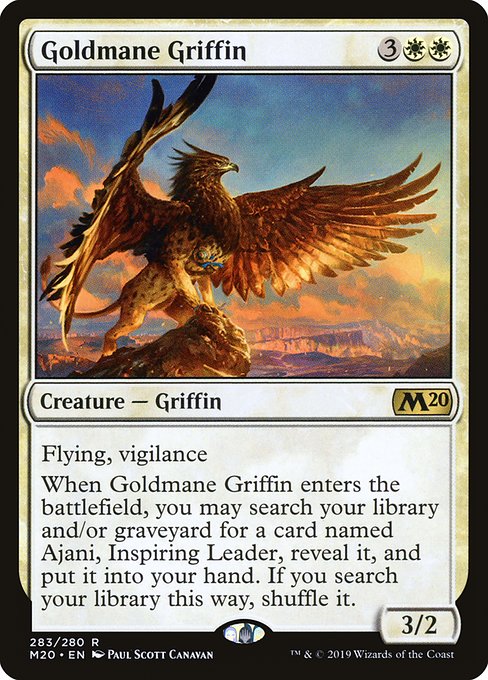 Goldmane Griffin 3
Creature — Griffin M20
Flying, vigilance
When Goldmane Griffin enters the
battlefield, you may search your library
and/or graveyard for a card named
Ajani, Inspiring Leader, reveal it, and
put it into your hand. If you search
your library this way, shuffle it.
3/2
283/280 R
M20 • EN Paul Scott Canavan ™ & © 2019 Wizards of the Coast